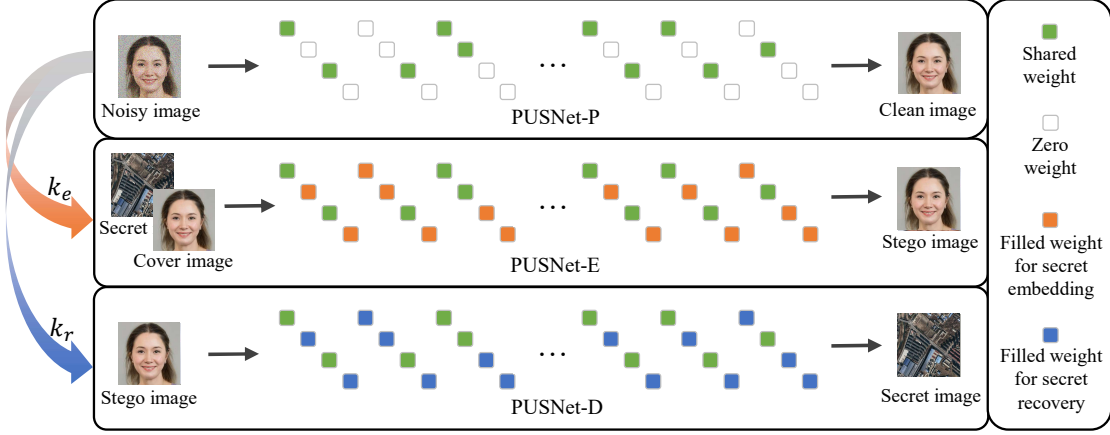 Noisy image
...
PUSNet-P
Clean image
k_e
Secret
Cover image
...
PUSNet-E
Stego image
k_r
Stego image
...
PUSNet-D
Secret image
Shared
weight
Zero
weight
Filled weight
for secret
embedding
Filled weight
for secret
recovery